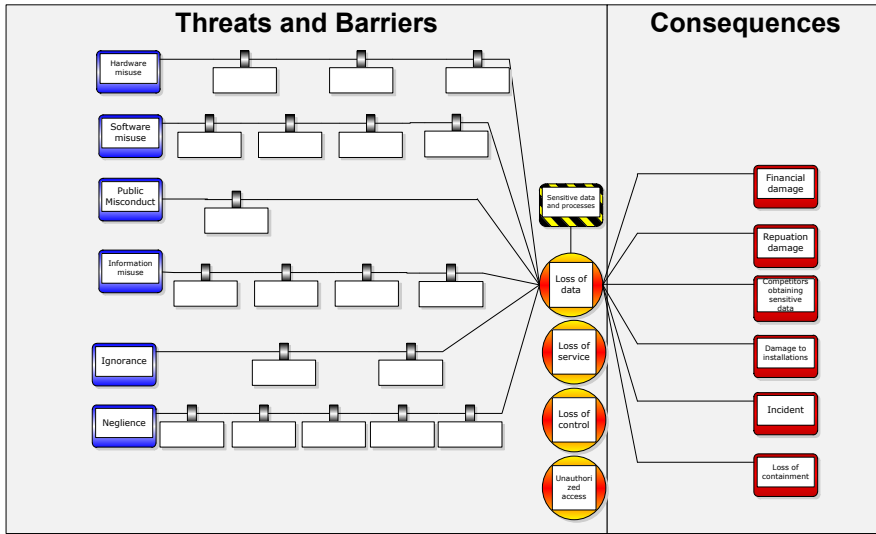 Threats and Barriers
Consequences
Hardware
misuse
Software
misuse
Public
Misconduct
Information
misuse
Ignorance
Neglience
Sensitive data
and processes
Loss of
data
Loss of
service
Loss of
control
Unauthori
zed
access
Financial
damage
Repuation
damage
Competitors
obtaining
sensitive
data
Damage to
installations
Incident
Loss of
containment